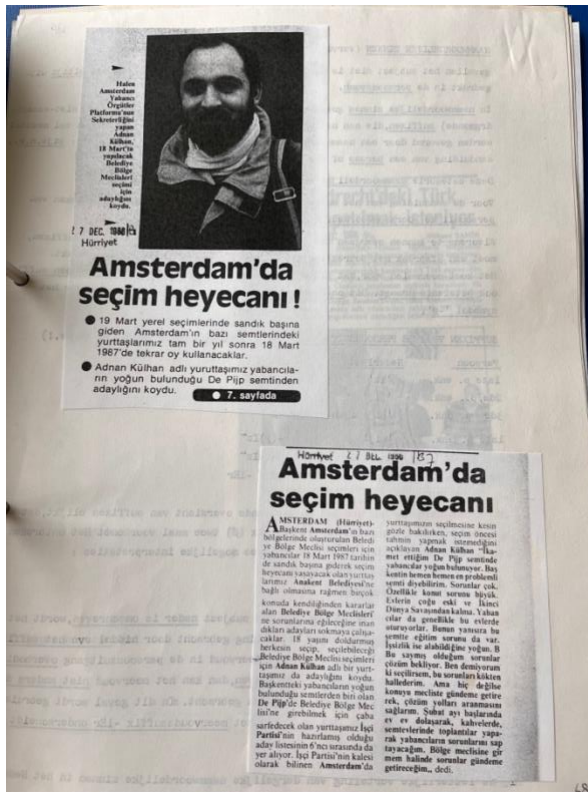 Halen
Amsterdam
Yabancı
Örgütler
Platformu'nun
Sekreterliğini
yapan
Adnan
Külhan,
18 Mart'ta
yapılacak
Belediye
Bölge
Meclisleri
seçimi
için
adaylığını
koydu.
27 DEC. 1986
Hürriyet
Amsterdam'da
seçim heyecanı!
19 Mart yerel seçimlerinde sandık başına
giden Amsterdam'ın bazı semtlerindeki
yurttaşlarımız tam bir yıl sonra 18 Mart
1987'de tekrar oy kullanacaklar.
Adnan Külhan adlı yuruttaşımız yabancıla-
rın yoğun bulunduğu De Pijp semtinden
adaylığını koydu.
7. sayfada
Hürriyet 27 DEC. 1986
Amsterdam'da
seçim heyecanı
AMSTERDAM (Hürriyet)-
Başkent Amsterdam'ın bazı
bölgelerinde oluşturulan Beledi
ye Bölge Meclisi seçimleri için
yabancılar 18 Mart 1987 tarihin
de sandık başına giderek seçim
heyecanı yaşayacak olan yurttaş
larımız Anakent Belediyesi'ne
bağlı olmasına rağmen birçok
konuda kendiliğinden kararlar
alan Belediye Bölge Meclisleri'
ne sorunlarına eğileceğine inan
dıkları adayları sokmaya çalışa-
caklar. 18 yaşını doldurmuş
herkesin seçip, seçilebileceği
Belediye Bölge Meclisi seçimleri
için Adnan Külhan adlı bir yurt-
taşımız da adaylığını koydu.
Başkentteki yabancıların yoğun
bulunduğu semtlerden biri olan
De Pijp'de Belediye Bölge Mec
lisi'ne girebilmek için çaba
sarfedecek olan yurttaşımız İşçi
Partisi'nin hazırlamış olduğu
aday listesinin 6'ncı sırasında da
yer alıyor. İşçi Partisi'nin kalesi
olarak bilinen Amsterdam'da
yurttaşımızın seçilmesine kesin
gözle bakılırken, seçim öncesi
tahmin yapmak istemediğini
açıklayan Adnan Külhan "İka-
met ettiğim De Pijp semtinde
yabancılar yoğun bulunuyor. Baş
kentin hemen hemen en problemli
semti diyebilirim. Sorunlar çok.
Özellikle konut sorunu büyük.
Evlerin çoğu eski ve İkinci
Dünya Savaşından kalma. Yaban
cılar da genellikle bu evlerde
oturuyorlar. Bunun yanısıra bu
semtte eğitim sorunu da var.
İşsizlik ise alabildiğine yoğun. B
Bu saymış olduğum sorunlar
çözüm bekliyor. Ben demiyorum
ki seçilirsem, bu sorunları kökten
hallederim. Ama hiç değilse
konuyu mecliste gündeme getire
rek, çözüm yolları aranmasını
sağlarım. Şubat ayı başlarında
ev ev dolaşarak, kahvelerde,
semtevlerinde toplantılar yapa-
rak yabancıların sorunlarını sap
tayacağım. Bölge meclisine gir
mem halinde sorunlar gündeme
getireceğim,, dedi.